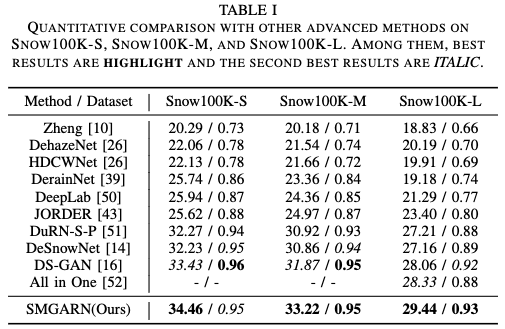 TABLE I
QUANTITATIVE COMPARISON WITH OTHER ADVANCED METHODS ON
SNOW100K-S, SNOW100K-M, AND SNOW100K-L. AMONG THEM, BEST
RESULTS ARE HIGHLIGHT AND THE SECOND BEST RESULTS ARE ITALIC.
Method / Dataset Snow100K-S Snow100K-M Snow100K-L
Zheng [10] 20.29 / 0.73 20.18 / 0.71 18.83 / 0.66
DehazeNet [26] 22.06 / 0.78 21.54 / 0.74 20.19 / 0.70
HDCWNet [26] 22.13 / 0.78 21.66 / 0.72 19.91 / 0.69
DerainNet [39] 25.74 / 0.86 23.36 / 0.84 19.18 / 0.74
DeepLab [50] 25.94 / 0.87 24.36 / 0.85 21.29 / 0.77
JORDER [43] 25.62 / 0.88 24.97 / 0.87 23.40 / 0.80
DuRN-S-P [51] 32.27 / 0.94 30.92 / 0.93 27.21 / 0.88
DeSnowNet [14] 32.23 / 0.95 30.86 / 0.94 27.16 / 0.89
DS-GAN [16] 33.43 / 0.96 31.87 / 0.95 28.06 / 0.92
All in One [52] - / - - / - 28.33 / 0.88
SMGARN(Ours) 34.46 / 0.95 33.22 / 0.95 29.44 / 0.93